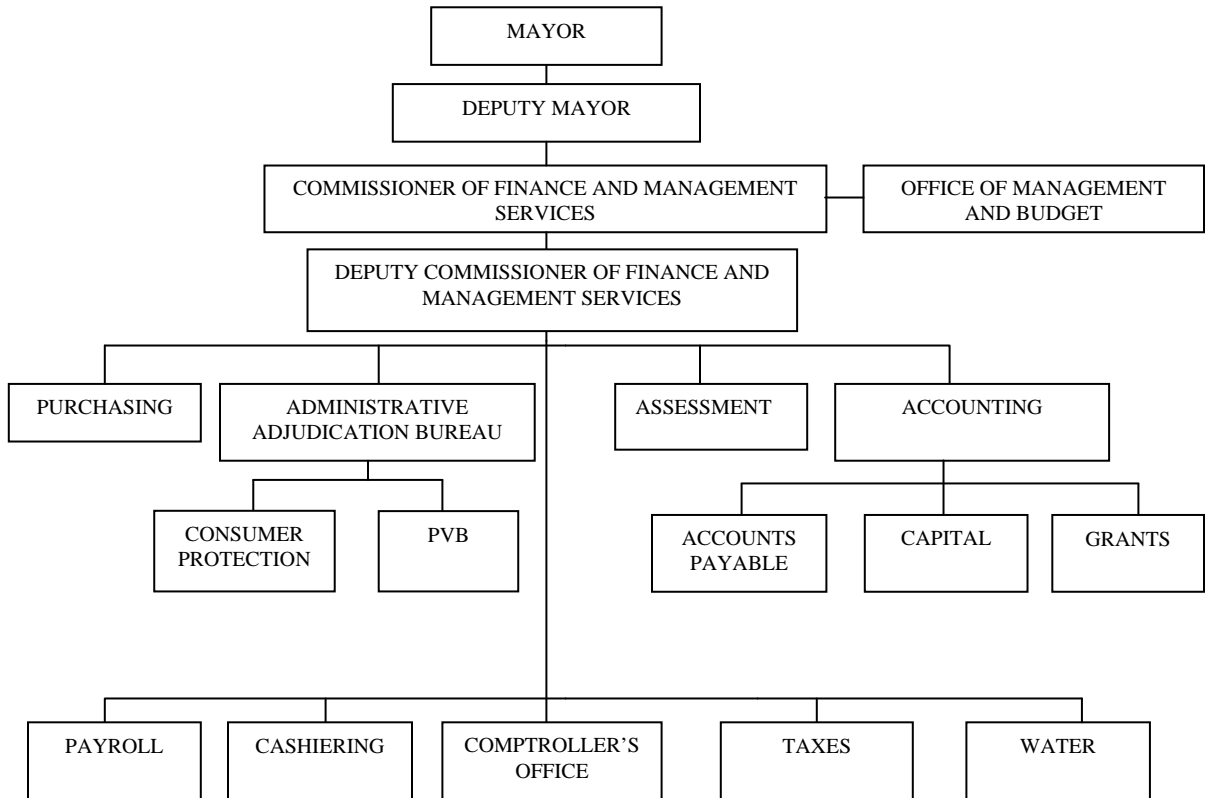 MAYOR
DEPUTY MAYOR
COMMISSIONER OF FINANCE AND MANAGEMENT
SERVICES
OFFICE OF MANAGEMENT
AND BUDGET
DEPUTY COMMISSIONER OF FINANCE AND
MANAGEMENT SERVICES
PURCHASING
ADMINISTRATIVE
ADJUDICATION BUREAU
ASSESSMENT
ACCOUNTING
CONSUMER
PROTECTION
PVB
ACCOUNTS
PAYABLE
CAPITAL
GRANTS
PAYROLL
CASHIERING
COMPTROLLER’S
OFFICE
TAXES
WATER